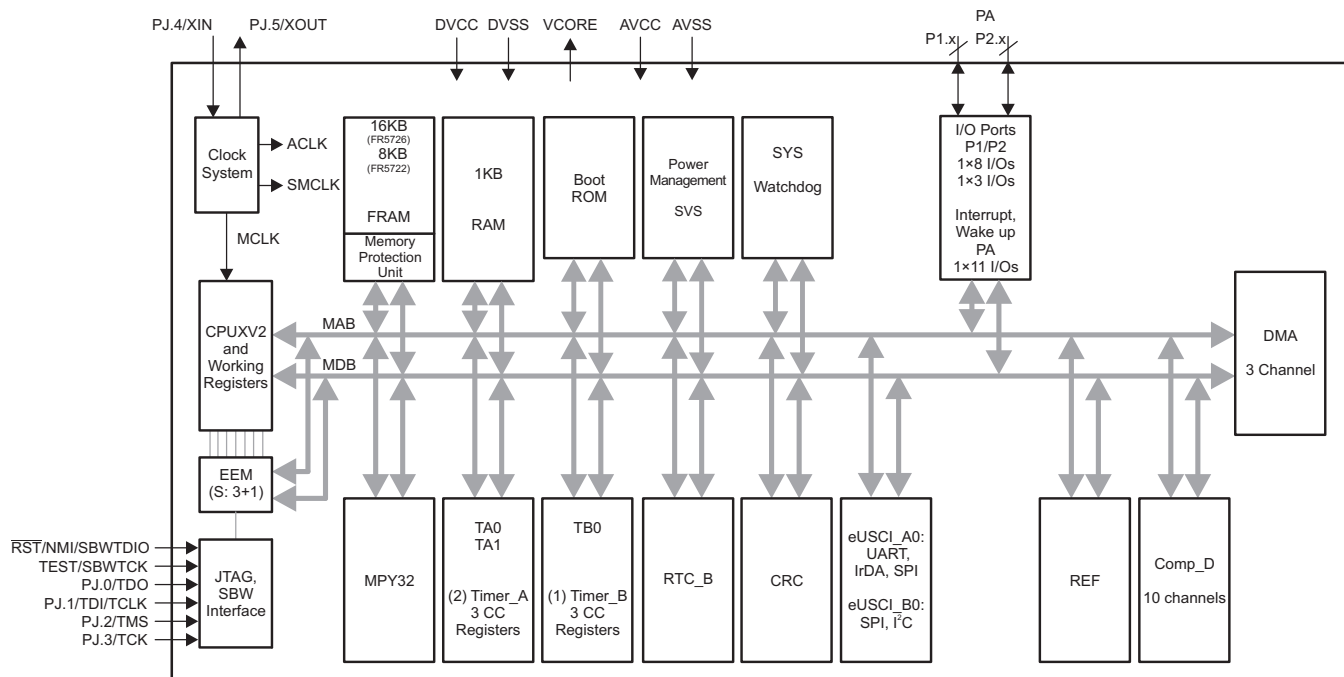 PJ.4/XIN
PJ.5/XOUT
DVCC
DVSS
VCORE
AVCC
AVSS
PA
P1.x
P2.x
Clock
System
ACLK
SMCLK
MCLK
16KB
(FR5726)
8KB
(FR5722)
FRAM
Memory
Protection
Unit
1KB
RAM
Boot
ROM
Power
Management
SVS
SYS
Watchdog
I/O Ports
P1/P2
1×8 I/Os
1×3 I/Os
Interrupt,
Wake up
PA
1×11 I/Os
CPUXV2
and
Working
Registers
MAB
MDB
DMA
3 Channel
EEM
(S: 3+1)
RST/NMI/SBWTDIO
TEST/SBWTCK
PJ.0/TDO
PJ.1/TDI/TCLK
PJ.2/TMS
PJ.3/TCK
JTAG,
SBW
Interface
MPY32
TA0
TA1
(2) Timer_A
3 CC
Registers
TB0
(1) Timer_B
3 CC
Registers
RTC_B
CRC
eUSCI_A0:
UART,
IrDA, SPI
eUSCI_B0:
SPI, I²C
REF
Comp_D
10 channels